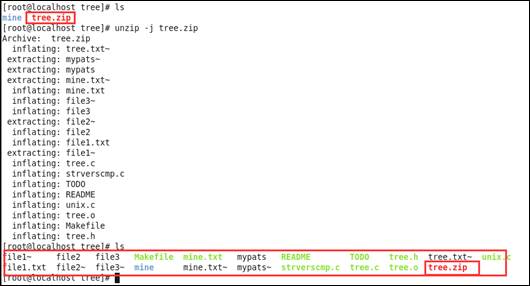 [root@localhost tree]# ls
mine  tree.zip
[root@localhost tree]# unzip -j tree.zip
Archive:  tree.zip
  inflating: tree.txt~
 extracting: mypats~
 extracting: mypats
 extracting: mine.txt~
  inflating: mine.txt
  inflating: file3~
  inflating: file3
 extracting: file2~
  inflating: file2
  inflating: file1.txt
 extracting: file1~
  inflating: tree.c
  inflating: strverscmp.c
  inflating: TODO
  inflating: README
  inflating: unix.c
  inflating: tree.o
  inflating: Makefile
  inflating: tree.h
[root@localhost tree]# ls
file1~     file2   file3   Makefile  mine.txt   mypats   README        TODO    tree.h  tree.txt~  unix.c
file1.txt  file2~  file3~  mine      mine.txt~  mypats~  strverscmp.c  tree.c  tree.o  tree.zip
[root@localhost tree]#